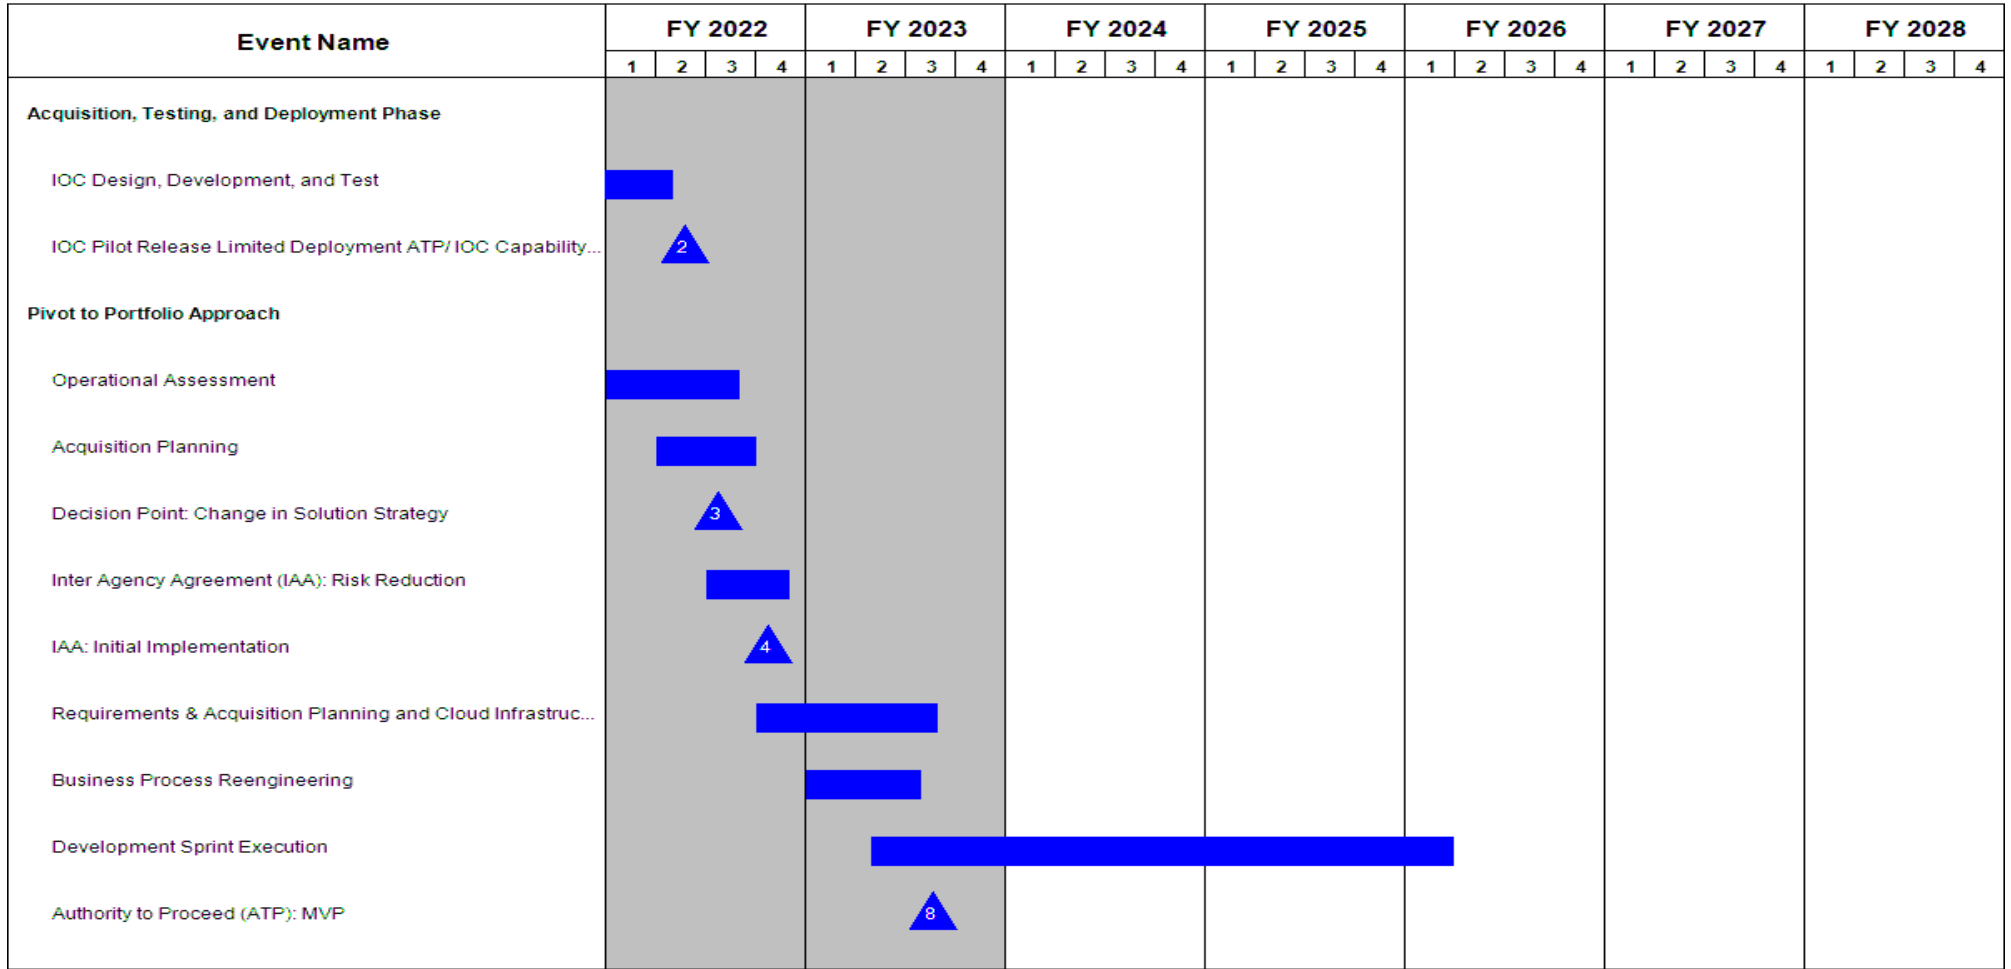 Event Name
FY 2022 FY 2023 FY 2024 FY 2025 FY 2026 FY 2027 FY 2028
1 2 3 4 1 2 3 4 1 2 3 4 1 2 3 4 1 2 3 4 1 2 3 4 1 2 3 4
Acquisition, Testing, and Deployment Phase
IOC Design, Development, and Test
IOC Pilot Release Limited Deployment ATP/ IOC Capability... 2
Pivot to Portfolio Approach
Operational Assessment
Acquisition Planning
Decision Point: Change in Solution Strategy 3
Inter Agency Agreement (IAA): Risk Reduction
IAA: Initial Implementation 4
Requirements & Acquisition Planning and Cloud Infrastruc...
Business Process Reengineering
Development Sprint Execution
Authority to Proceed (ATP): MVP 8